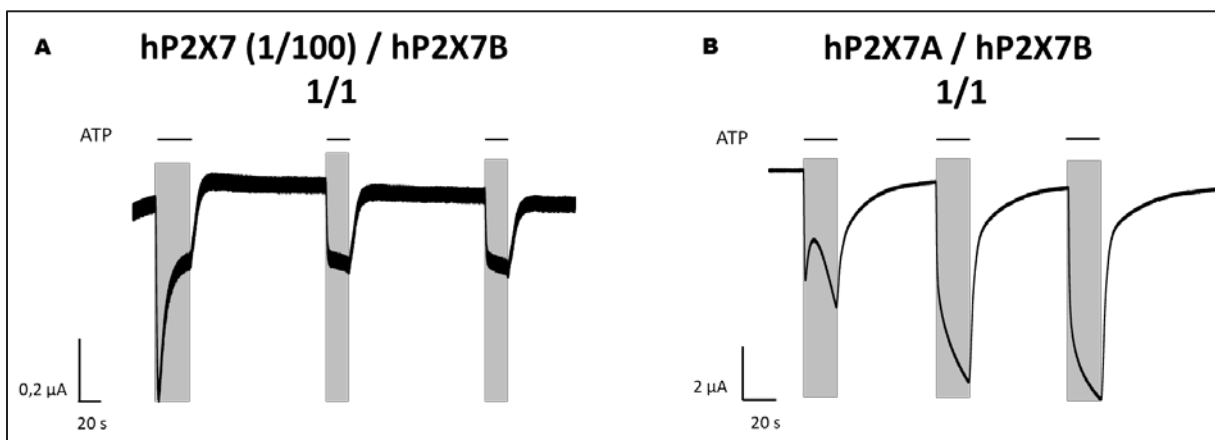 A
hP2X7 (1/100) / hP2X7B
1/1
ATP
0,2 µA
20 s
B
hP2X7A / hP2X7B
1/1
ATP
2 µA
20 s